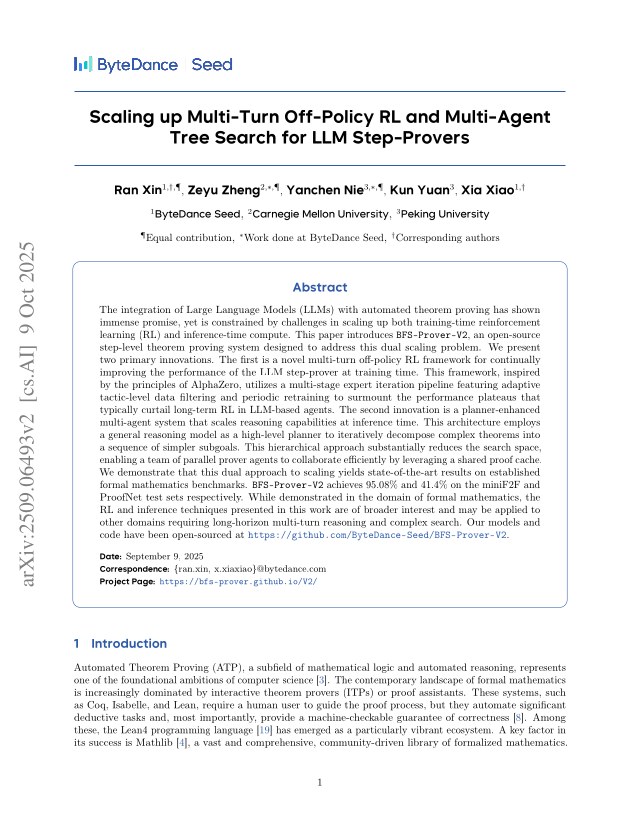 ByteDance | Seed
Scaling up Multi-Turn Off-Policy RL and Multi-Agent
Tree Search for LLM Step-Provers
Ran Xin1,†,¶, Zeyu Zheng2,∗,¶, Yanchen Nie3,∗,¶, Kun Yuan3, Xia Xiao1,†
1ByteDance Seed, 2Carnegie Mellon University, 3Peking University
¶Equal contribution, ∗Work done at ByteDance Seed, †Corresponding authors
Abstract
The integration of Large Language Models (LLMs) with automated theorem proving has shown
immense promise, yet is constrained by challenges in scaling up both training-time reinforcement
learning (RL) and inference-time compute. This paper introduces BFS-Prover-V2, an open-source
step-level theorem proving system designed to address this dual scaling problem. We present
two primary innovations. The first is a novel multi-turn off-policy RL framework for continually
improving the performance of the LLM step-prover at training time. This framework, inspired
by the principles of AlphaZero, utilizes a multi-stage expert iteration pipeline featuring adaptive
tactic-level data filtering and periodic retraining to surmount the performance plateaus that
typically curtail long-term RL in LLM-based agents. The second innovation is a planner-enhanced
multi-agent system that scales reasoning capabilities at inference time. This architecture employs
a general reasoning model as a high-level planner to iteratively decompose complex theorems into
a sequence of simpler subgoals. This hierarchical approach substantially reduces the search space,
enabling a team of parallel prover agents to collaborate efficiently by leveraging a shared proof cache.
We demonstrate that this dual approach to scaling yields state-of-the-art results on established
formal mathematics benchmarks. BFS-Prover-V2 achieves 95.08% and 41.4% on the miniF2F and
ProofNet test sets respectively. While demonstrated in the domain of formal mathematics, the
RL and inference techniques presented in this work are of broader interest and may be applied to
other domains requiring long-horizon multi-turn reasoning and complex search. Our models and
code have been open-sourced at https://github.com/ByteDance-Seed/BFS-Prover-V2.
Date: September 9, 2025
Correspondence: {ran.xin, x.xiaxiao}@bytedance.com
Project Page: https://bfs-prover.github.io/V2/
arXiv:2509.06493v2 [cs.AI] 9 Oct 2025
1 Introduction
Automated Theorem Proving (ATP), a subfield of mathematical logic and automated reasoning, represents
one of the foundational ambitions of computer science [3]. The contemporary landscape of formal mathematics
is increasingly dominated by interactive theorem provers (ITPs) or proof assistants. These systems, such
as Coq, Isabelle, and Lean, require a human user to guide the proof process, but they automate significant
deductive tasks and, most importantly, provide a machine-checkable guarantee of correctness [8]. Among
these, the Lean4 programming language [19] has emerged as a particularly vibrant ecosystem. A key factor in
its success is Mathlib [4], a vast and comprehensive, community-driven library of formalized mathematics.
1